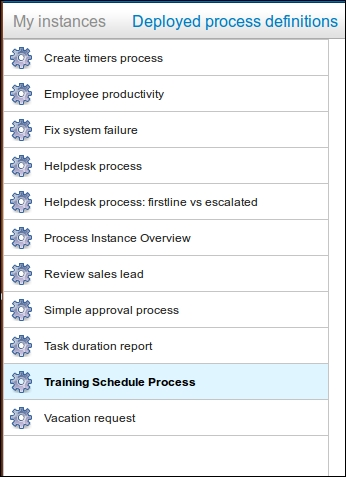 My instances Deployed process definitions
Create timers process
Employee productivity
Fix system failure
Helpdesk process
Helpdesk process: firstline vs escalated
Process Instance Overview
Review sales lead
Simple approval process
Task duration report
Training Schedule Process
Vacation request